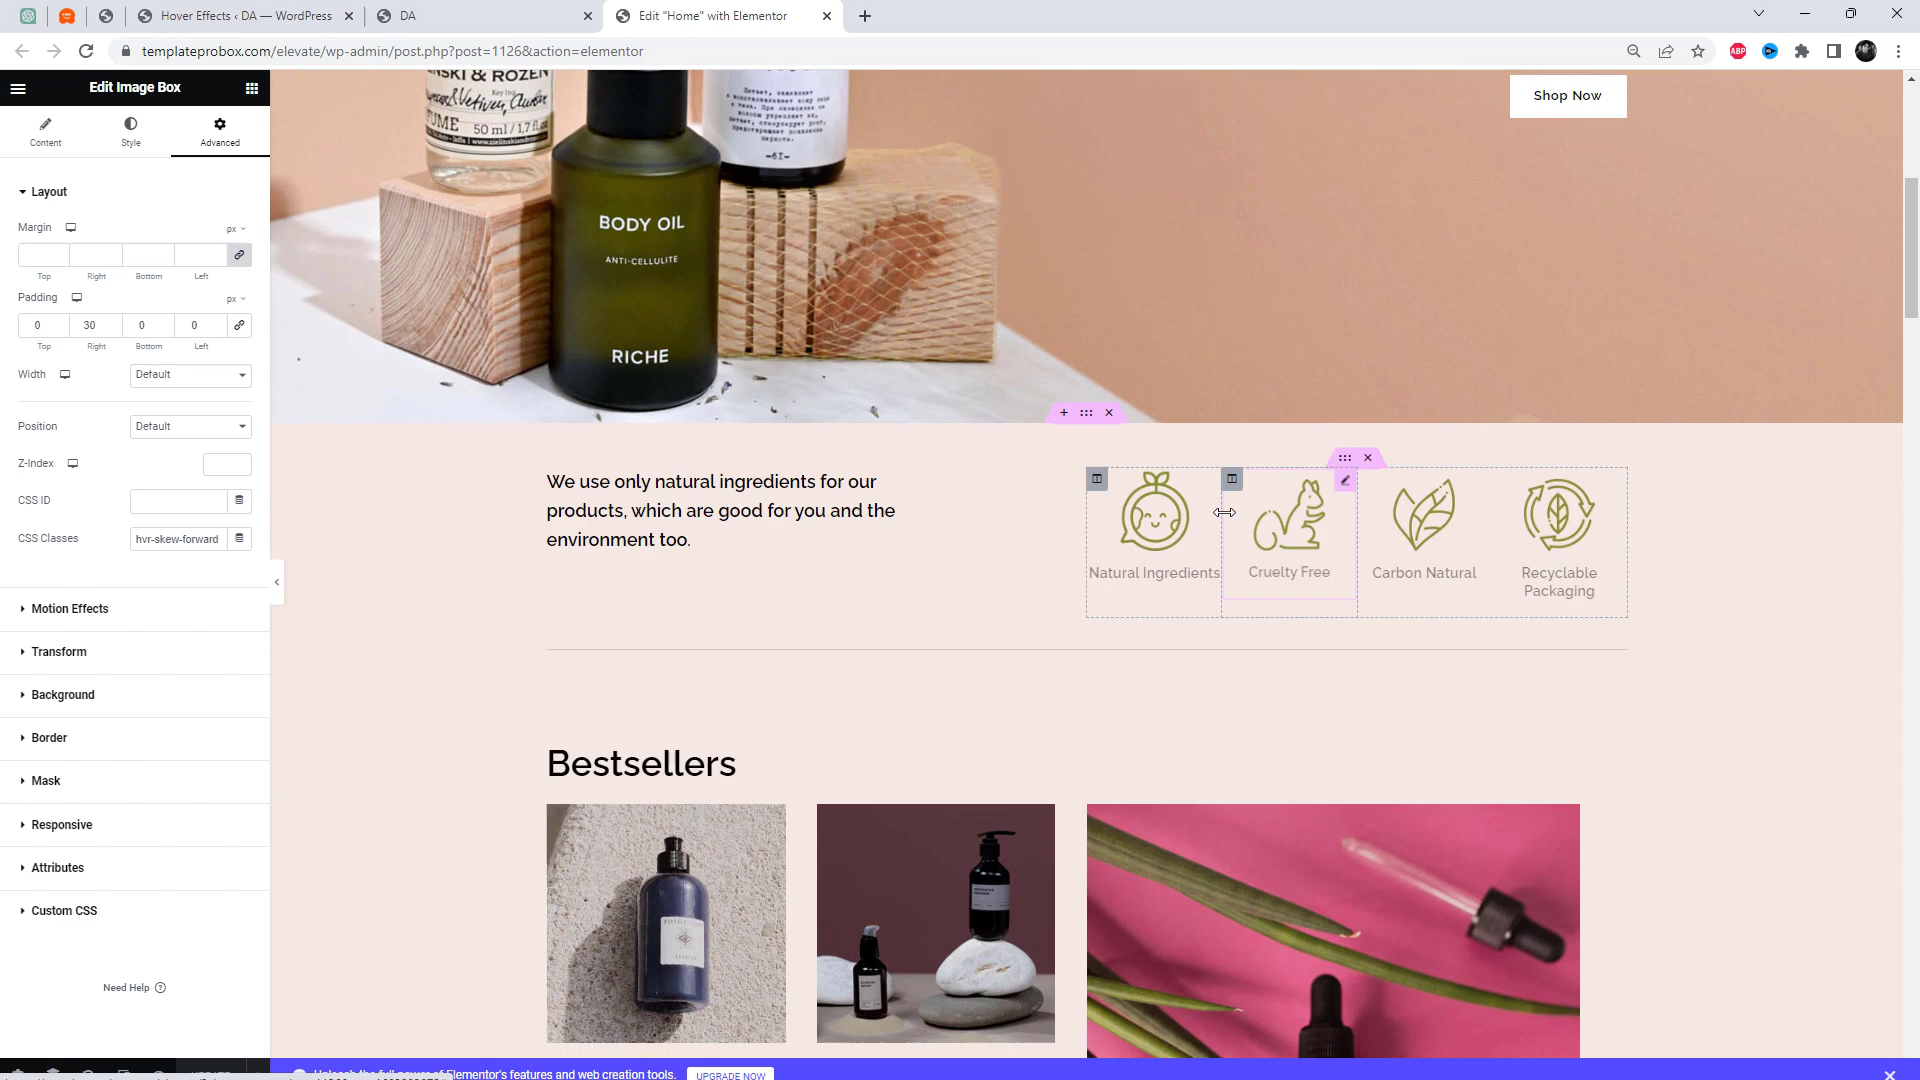 Hover Effects ‹ DA — WordPress
DA
Edit "Home" with Elementor
templateprobox.com/elevate/wp-admin/post.php?post=1126&action=elementor
ABP
Edit Image Box
Content
Style
Advanced
Layout
Margin
px
Top
Right
Bottom
Left
Padding
px
0
30
0
0
Top
Right
Bottom
Left
Width
Default
Position
Default
Z-Index
CSS ID
CSS Classes
hvr-skew-forward
Motion Effects
Transform
Background
Border
Mask
Responsive
Attributes
Custom CSS
Need Help
Shop Now
& ROZEN
50 ml / 1,7 fl.oz
BODY OIL
ANTI-CELLULITE
RICHE
–61–
We use only natural ingredients for our
products, which are good for you and the
environment too.
Natural Ingredients
Cruelty Free
Carbon Natural
Recyclable
Packaging
Bestsellers
Elementor's features and web creation tools.
UPGRADE NOW